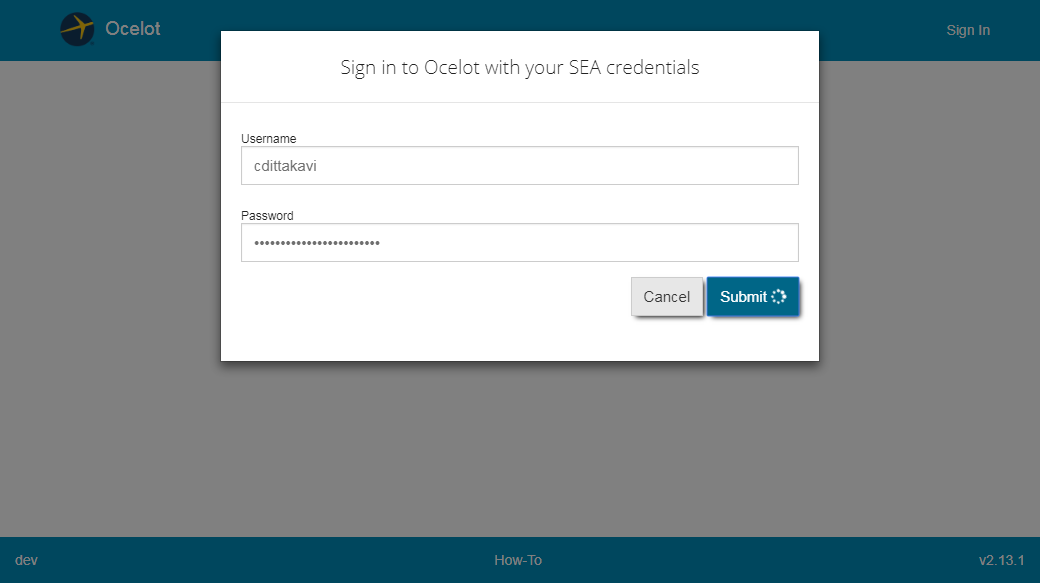 Ocelot
Sign In
Sign in to Ocelot with your SEA credentials
Username
cdittakavi
Password
••••••••••••••••••••••••
Cancel
Submit
dev
How-To
v2.13.1